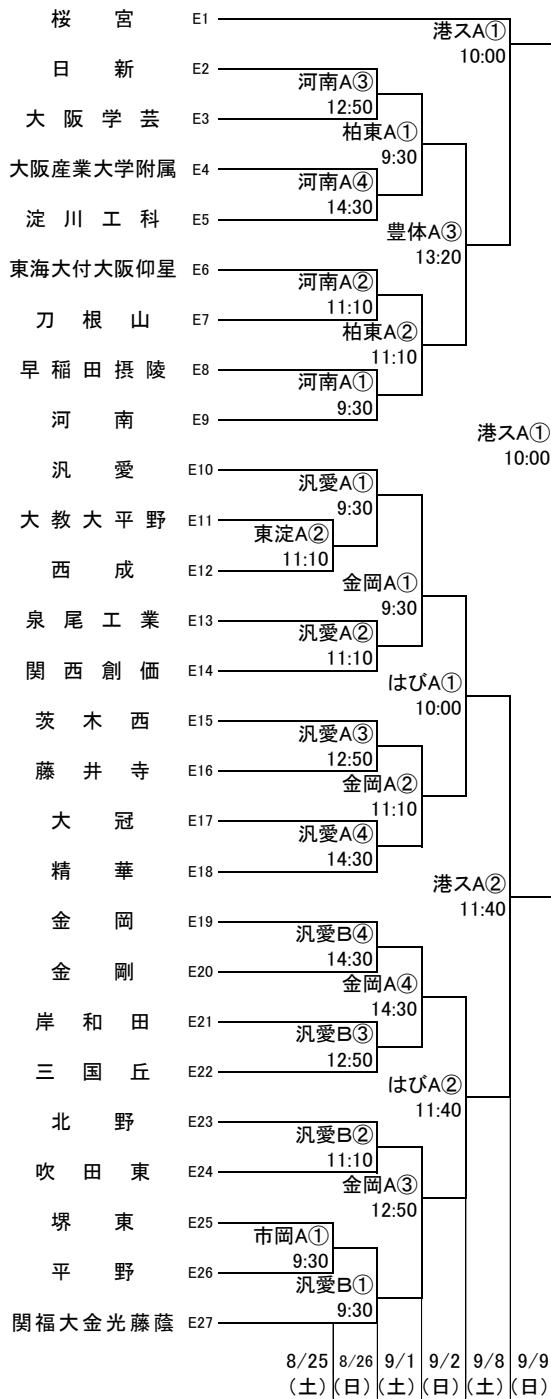 桜宮 E1
港スA①
10:00
日新 E2
河南A③
12:50
大阪学芸 E3
柏東A①
9:30
大阪産業大学附属 E4
河南A④
14:30
淀川工科 E5
豊体A③
13:20
東海大付大阪仰星 E6
河南A②
11:10
刀根山 E7
柏東A②
11:10
早稲田摂陵 E8
河南A①
9:30
河南 E9
港スA①
10:00
汎愛 E10
汎愛A①
9:30
大教大平野 E11
東淀A②
11:10
西成 E12
金岡A①
9:30
泉尾工業 E13
汎愛A②
11:10
関西創価 E14
はびA①
10:00
茨木西 E15
汎愛A③
12:50
藤井寺 E16
金岡A②
11:10
大冠 E17
汎愛A④
14:30
精華 E18
港スA②
11:40
金岡 E19
汎愛B④
14:30
金剛 E20
金岡A④
14:30
岸和田 E21
汎愛B③
12:50
三国丘 E22
はびA②
11:40
北野 E23
汎愛B②
11:10
吹田東 E24
金岡A③
12:50
堺東 E25
市岡A①
9:30
平野 E26
汎愛B①
9:30
関福大金光藤蔭 E27
8/25 8/26 9/1 9/2 9/8 9/9
(土) (日) (土) (日) (土) (日)